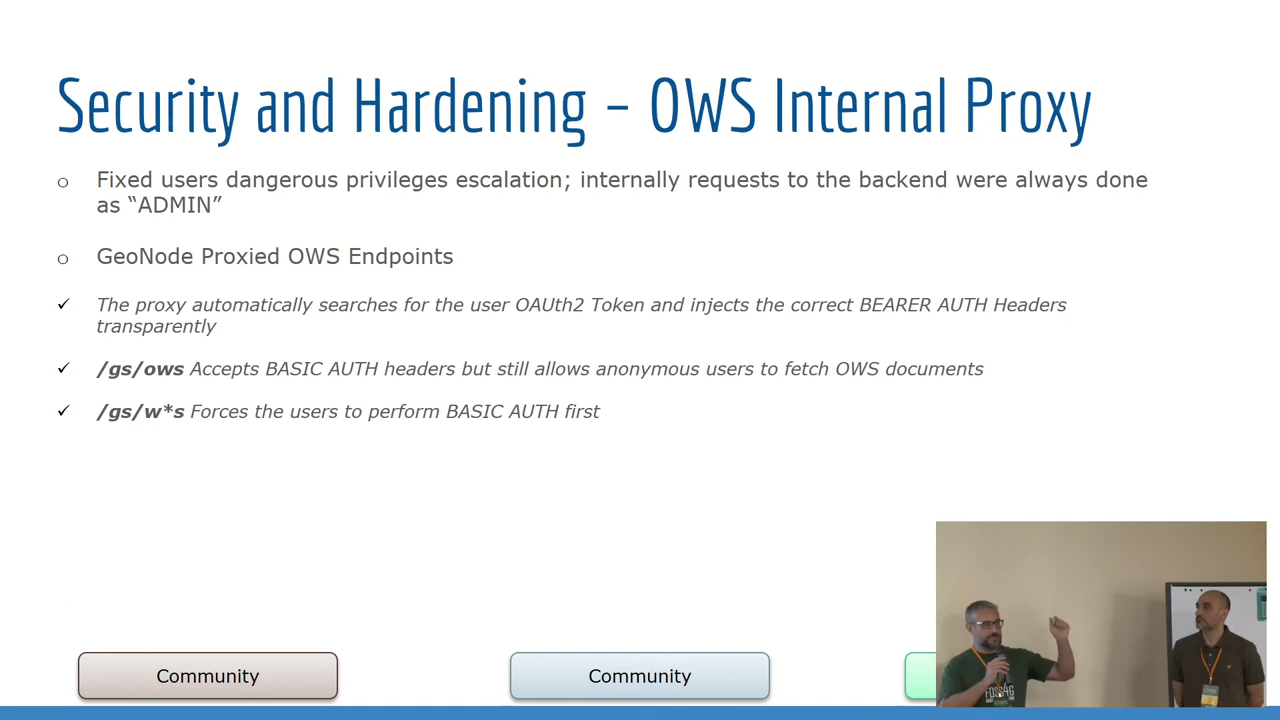 Security and Hardening – OWS Internal Proxy
Fixed users dangerous privileges escalation; internally requests to the backend were always done
as “ADMIN”
GeoNode Proxied OWS Endpoints
The proxy automatically searches for the user OAUth2 Token and injects the correct BEARER AUTH Headers
transparently
/gs/ows Accepts BASIC AUTH headers but still allows anonymous users to fetch OWS documents
/gs/w*s Forces the users to perform BASIC AUTH first
Community
Community